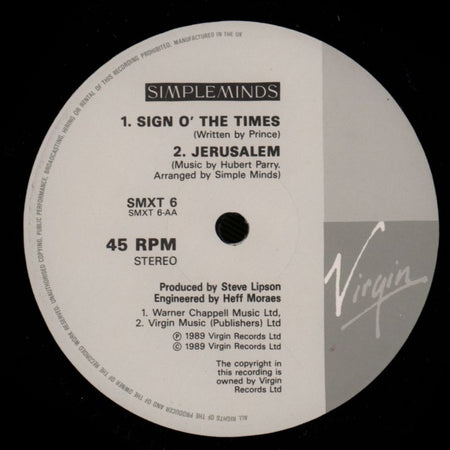 SIMPLEMINDS
1. SIGN O' THE TIMES
(Written by Prince)
2. JERUSALEM
(Music by Hubert Parry.
Arranged by Simple Minds)
SMXT 6
SMXT 6-AA
45 RPM
STEREO
Virgin
Produced by Steve Lipson
Engineered by Heff Moraes
1. Warner Chappell Music Ltd,
2. Virgin Music (Publishers) Ltd
℗ 1989 Virgin Records Ltd
© 1989 Virgin Records Ltd
The copyright in
this recording is
owned by Virgin
Records Ltd
ALL RIGHTS OF THE PRODUCER AND OF THE OWNER OF THE RECORDED WORK RESERVED. UNAUTHORISED COPYING, PUBLIC PERFORMANCE, BROADCASTING, HIRING OR RENTAL OF THIS RECORDING PROHIBITED. MANUFACTURED IN THE UK